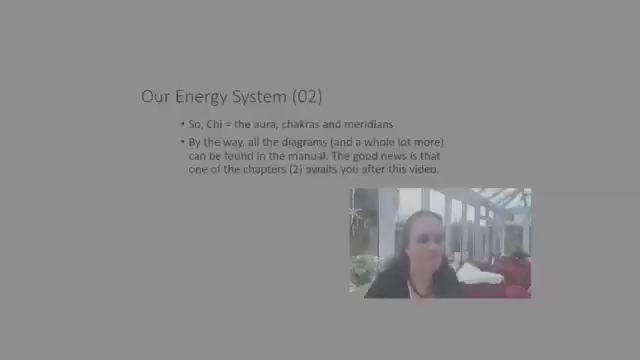 Our Energy System (02)
• So, Chi = the aura, chakras and meridians
• By the way, all the diagrams (and a whole lot more)
can be found in the manual. The good news is that
one of the chapters (2) awaits you after this video.